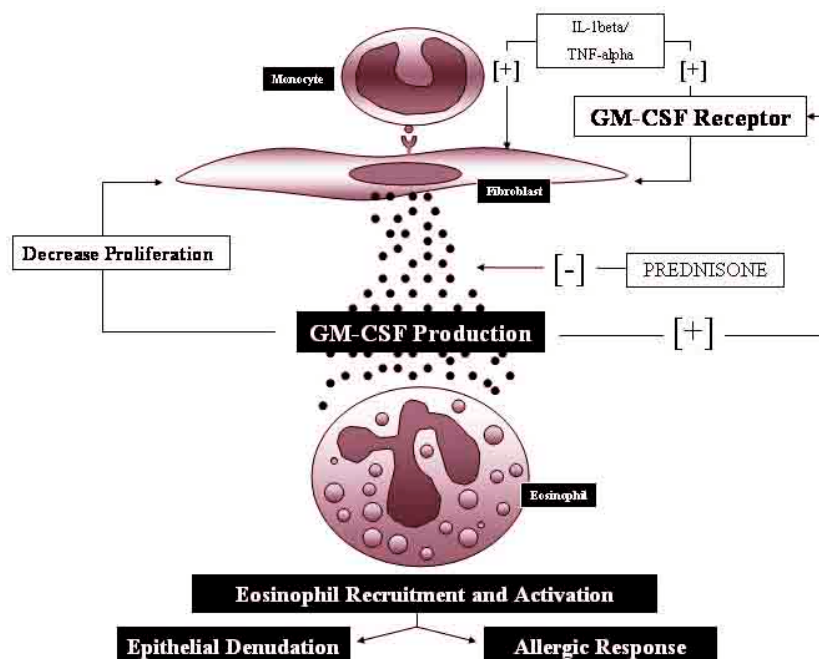 IL-1beta/
TNF-alpha
[+]
[+]
Monocyte
GM-CSF Receptor
Fibroblast
Decrease Proliferation
[-]
PREDNISONE
GM-CSF Production
[+]
Eosinophil
Eosinophil Recruitment and Activation
Epithelial Denudation
Allergic Response